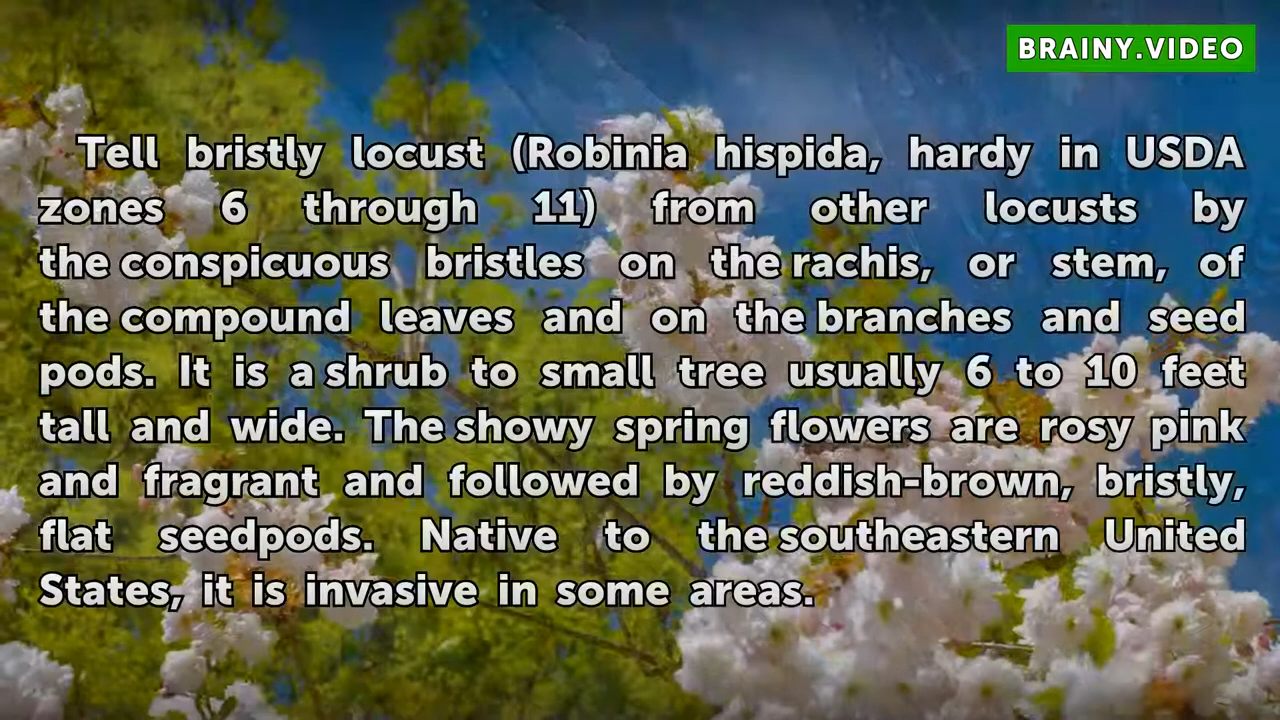 BRAINY.VIDEO
Tell bristly locust (Robinia hispida, hardy in USDA
zones 6 through 11) from other locusts by
the conspicuous bristles on the rachis, or stem, of
the compound leaves and on the branches and seed
pods. It is a shrub to small tree usually 6 to 10 feet
tall and wide. The showy spring flowers are rosy pink
and fragrant and followed by reddish-brown, bristly,
flat seedpods. Native to the southeastern United
States, it is invasive in some areas.